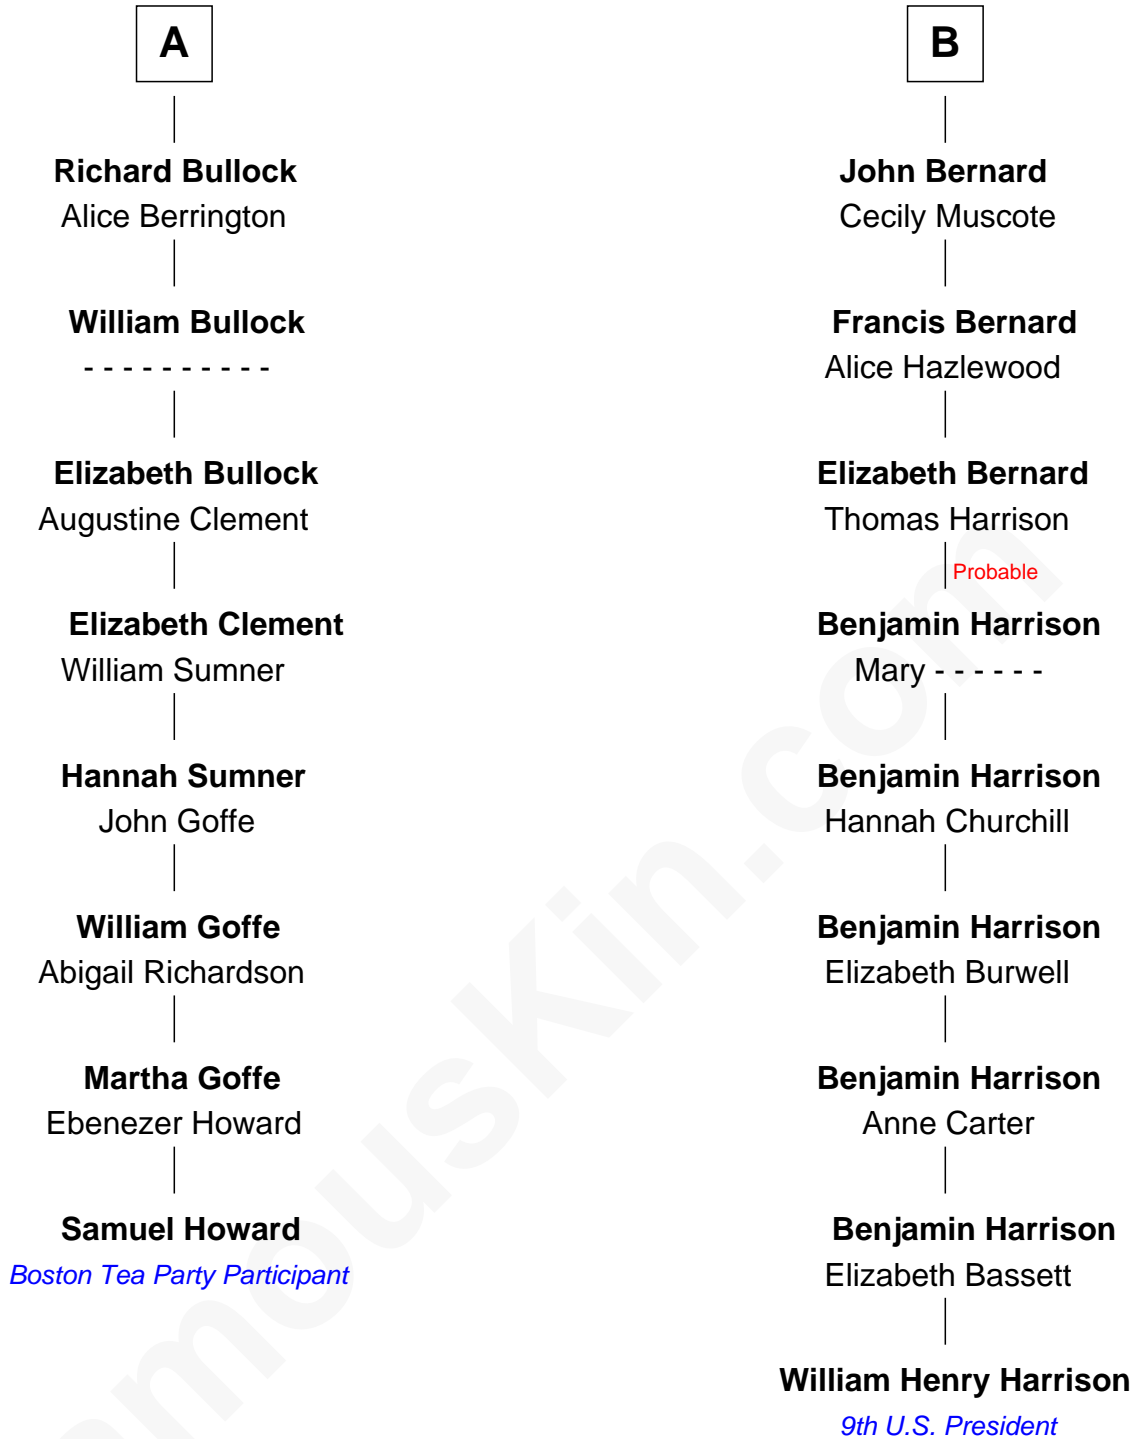 A
Richard Bullock
Alice Berrington
William Bullock
- - - - - - - - - -
Elizabeth Bullock
Augustine Clement
Elizabeth Clement
William Sumner
Hannah Sumner
John Goffe
William Goffe
Abigail Richardson
Martha Goffe
Ebenezer Howard
Samuel Howard
Boston Tea Party Participant
B
John Bernard
Cecily Muscote
Francis Bernard
Alice Hazlewood
Elizabeth Bernard
Thomas Harrison
Probable
Benjamin Harrison
Mary - - - - - -
Benjamin Harrison
Hannah Churchill
Benjamin Harrison
Elizabeth Burwell
Benjamin Harrison
Anne Carter
Benjamin Harrison
Elizabeth Bassett
William Henry Harrison
9th U.S. President
amouskin.com